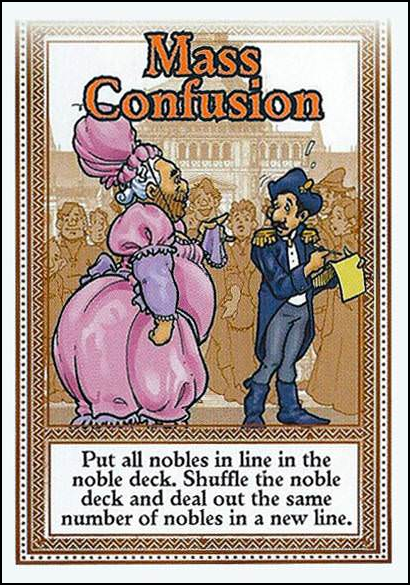 Mass
Confusion
! !
Put all nobles in line in the
noble deck. Shuffle the noble
deck and deal out the same
number of nobles in a new line.